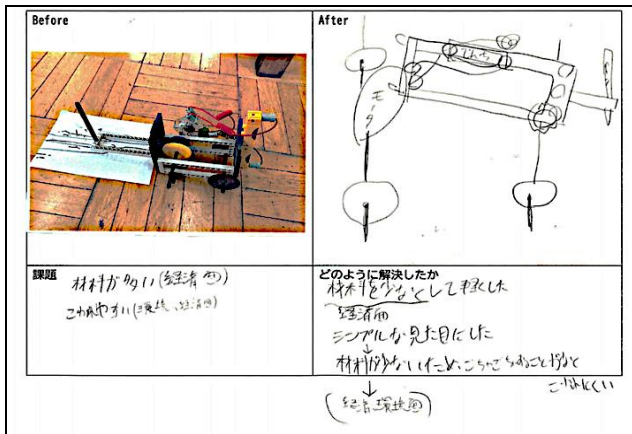 Before
After
でんち
モータ
課題
材料が多い(経済面)
こわれやすい(環境、経済面)
どのように解決したか
材料を少なくして軽くした
経済面
シンプルな見た目にした
↓
材料が少ないため、ごちゃごちゃすることがなく
こわれにくい
↓
(経済環境面)